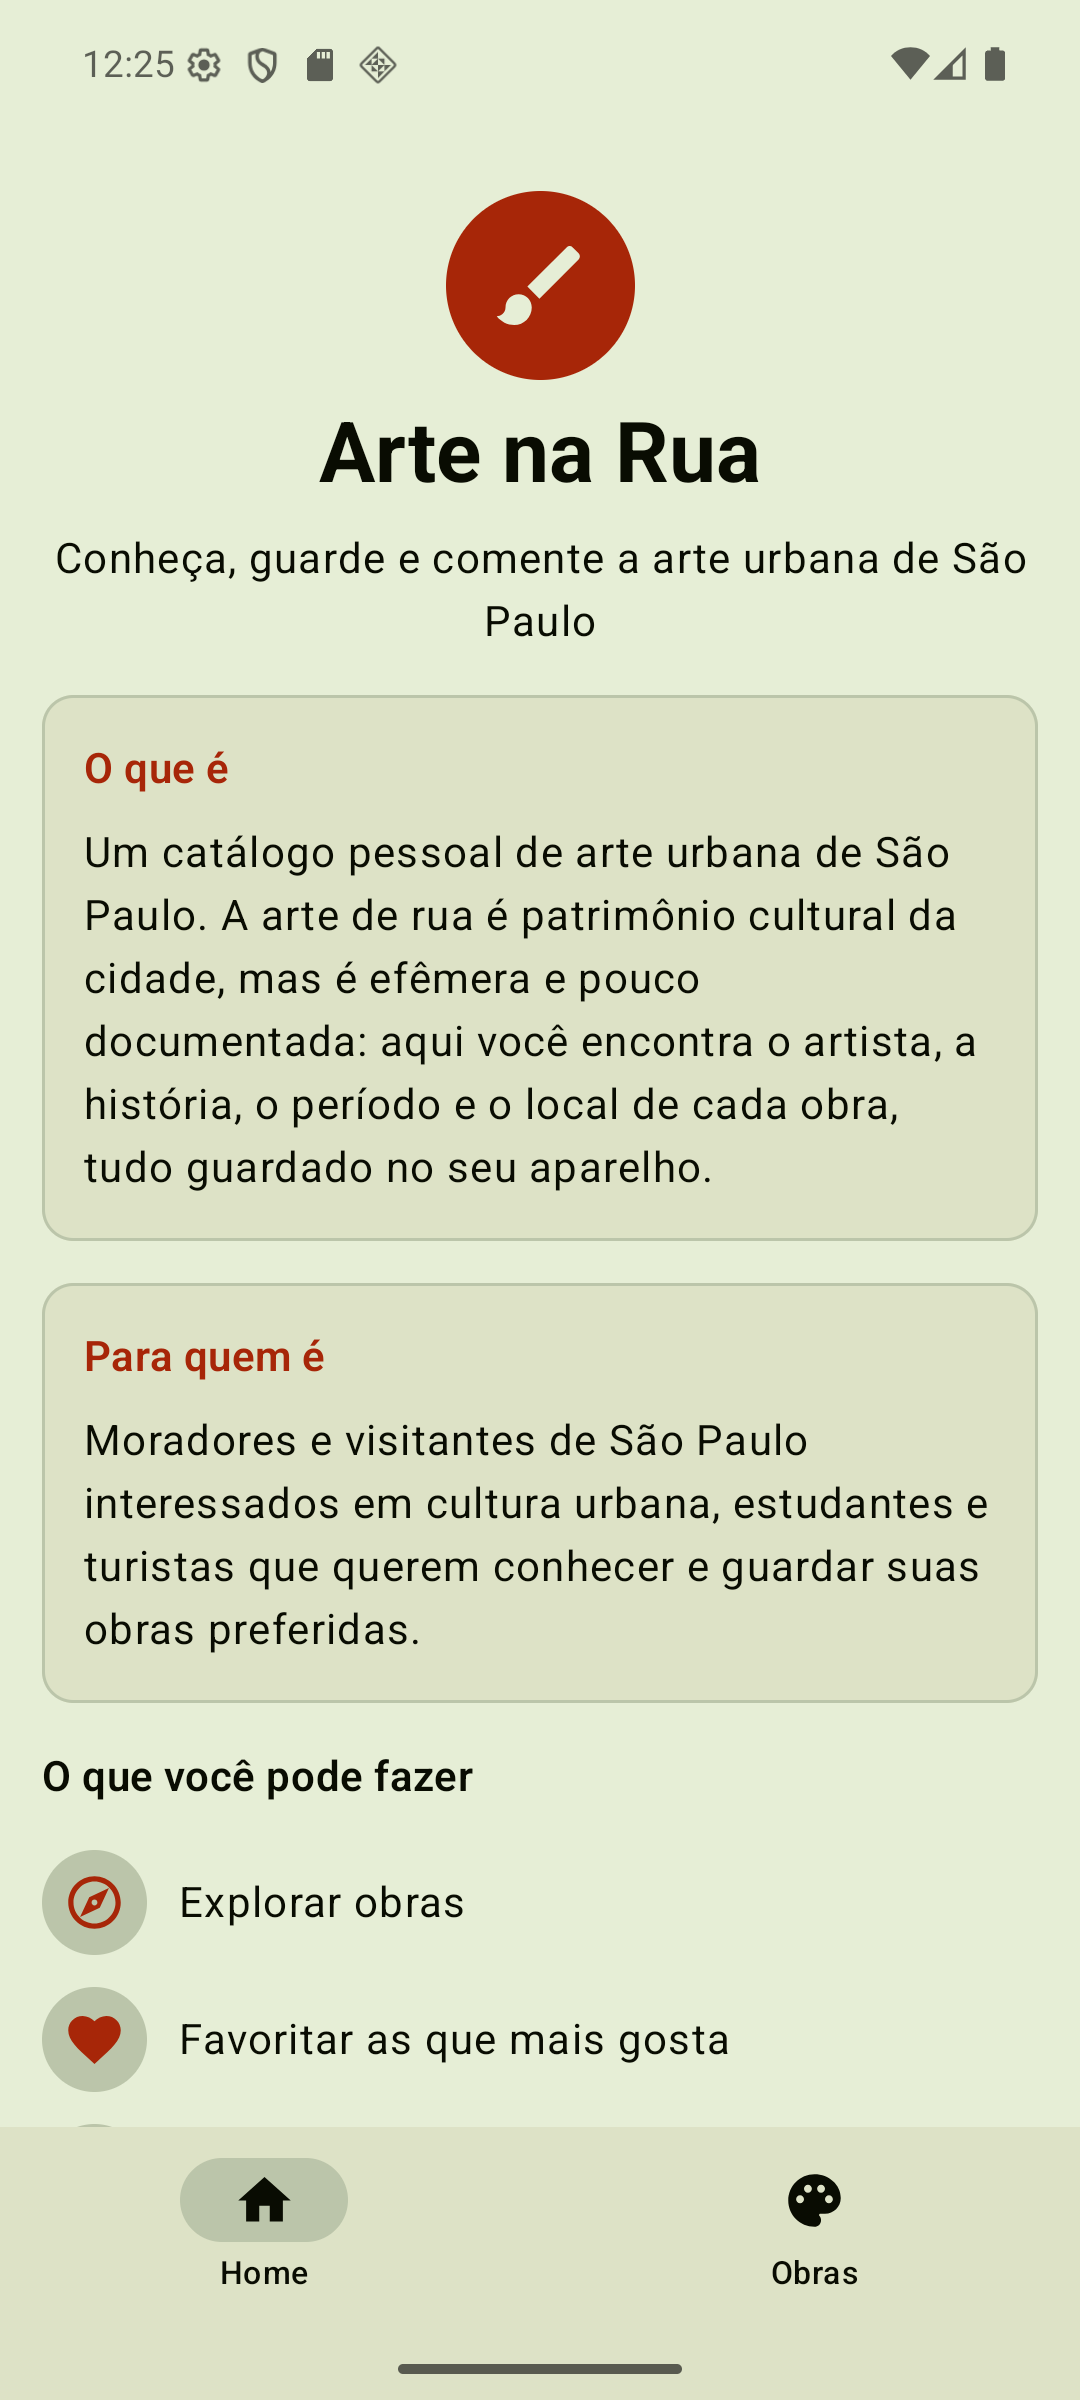 12:25
Arte na Rua
Conheça, guarde e comente a arte urbana de São
Paulo
O que é
Um catálogo pessoal de arte urbana de São
Paulo. A arte de rua é patrimônio cultural da
cidade, mas é efêmera e pouco
documentada: aqui você encontra o artista, a
história, o período e o local de cada obra,
tudo guardado no seu aparelho.
Para quem é
Moradores e visitantes de São Paulo
interessados em cultura urbana, estudantes e
turistas que querem conhecer e guardar suas
obras preferidas.
O que você pode fazer
Explorar obras
Favoritar as que mais gosta
Home
Obras